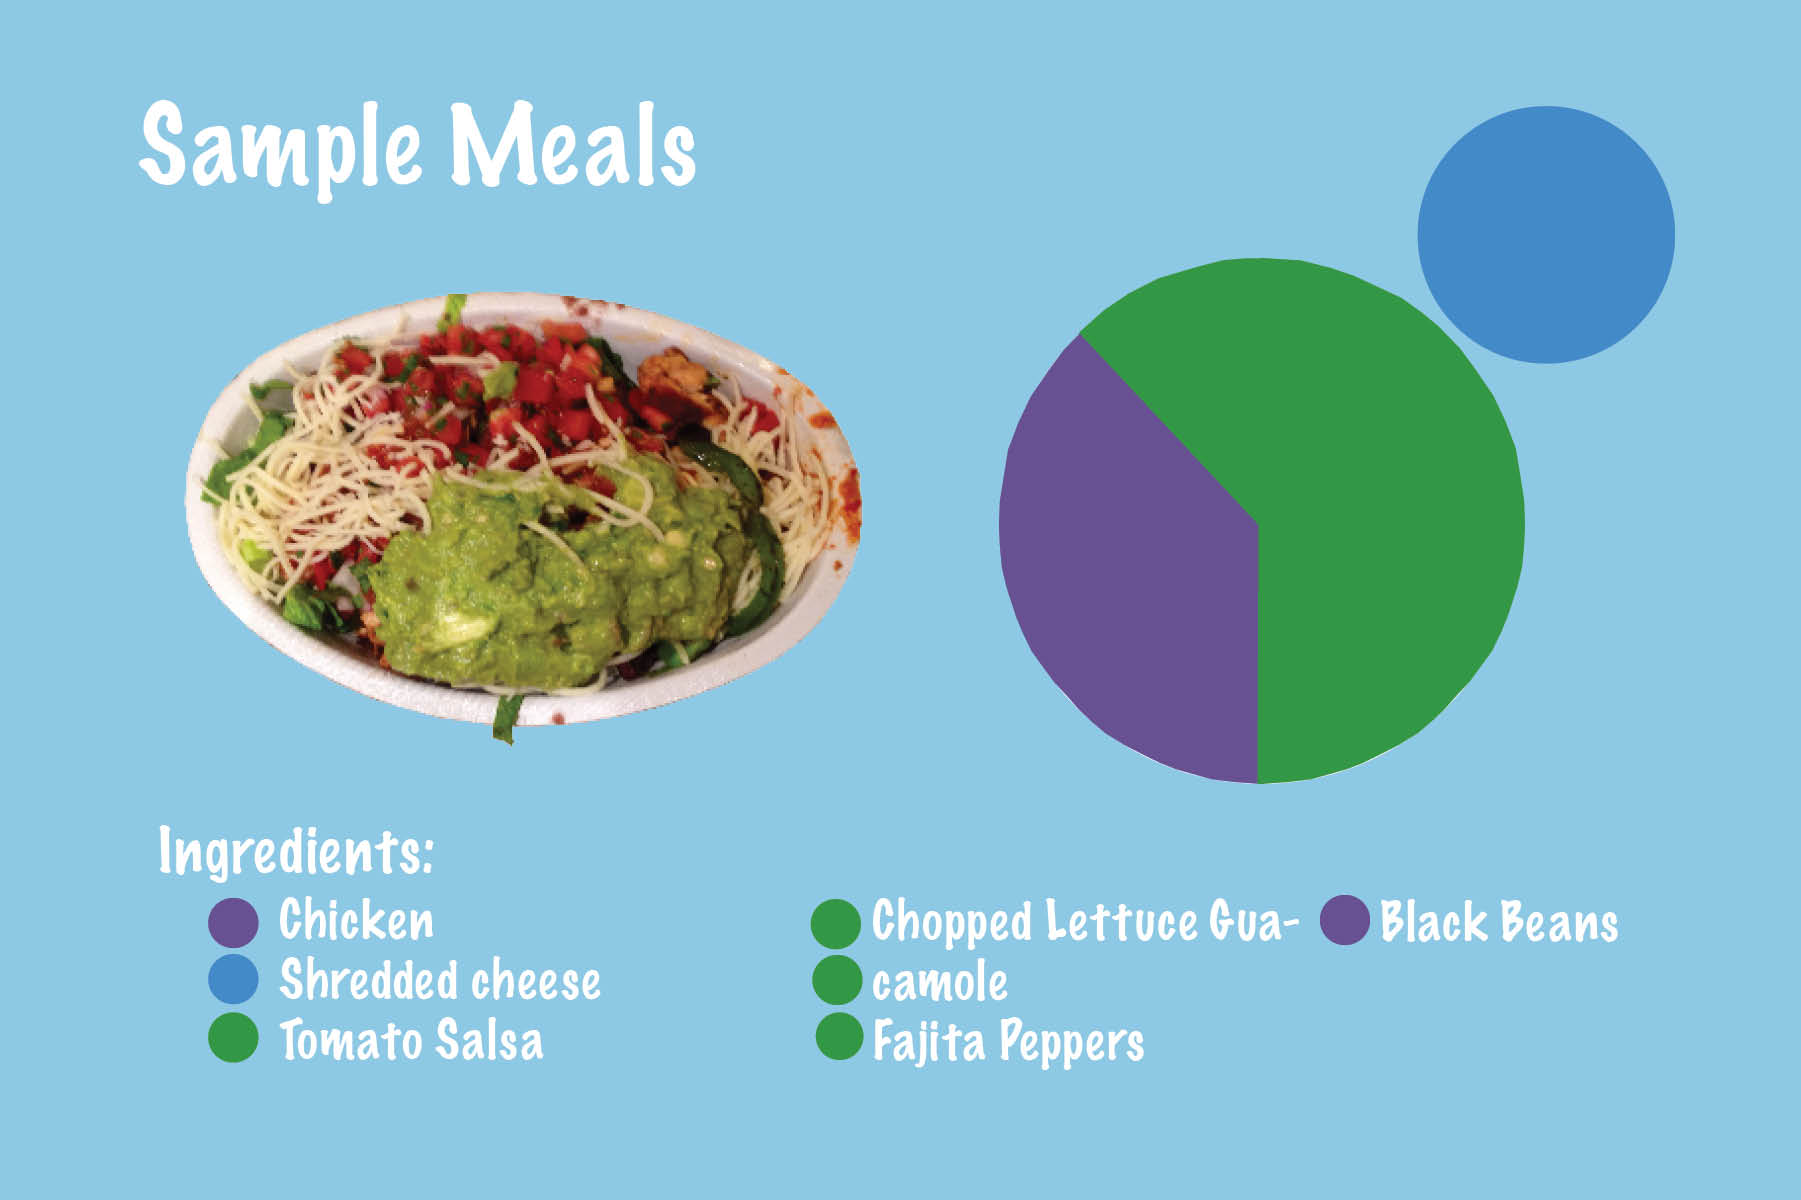 Sample Meals
Ingredients:
Chicken
Shredded cheese
Tomato Salsa
Chopped Lettuce Gua-
camole
Fajita Peppers
Black Beans